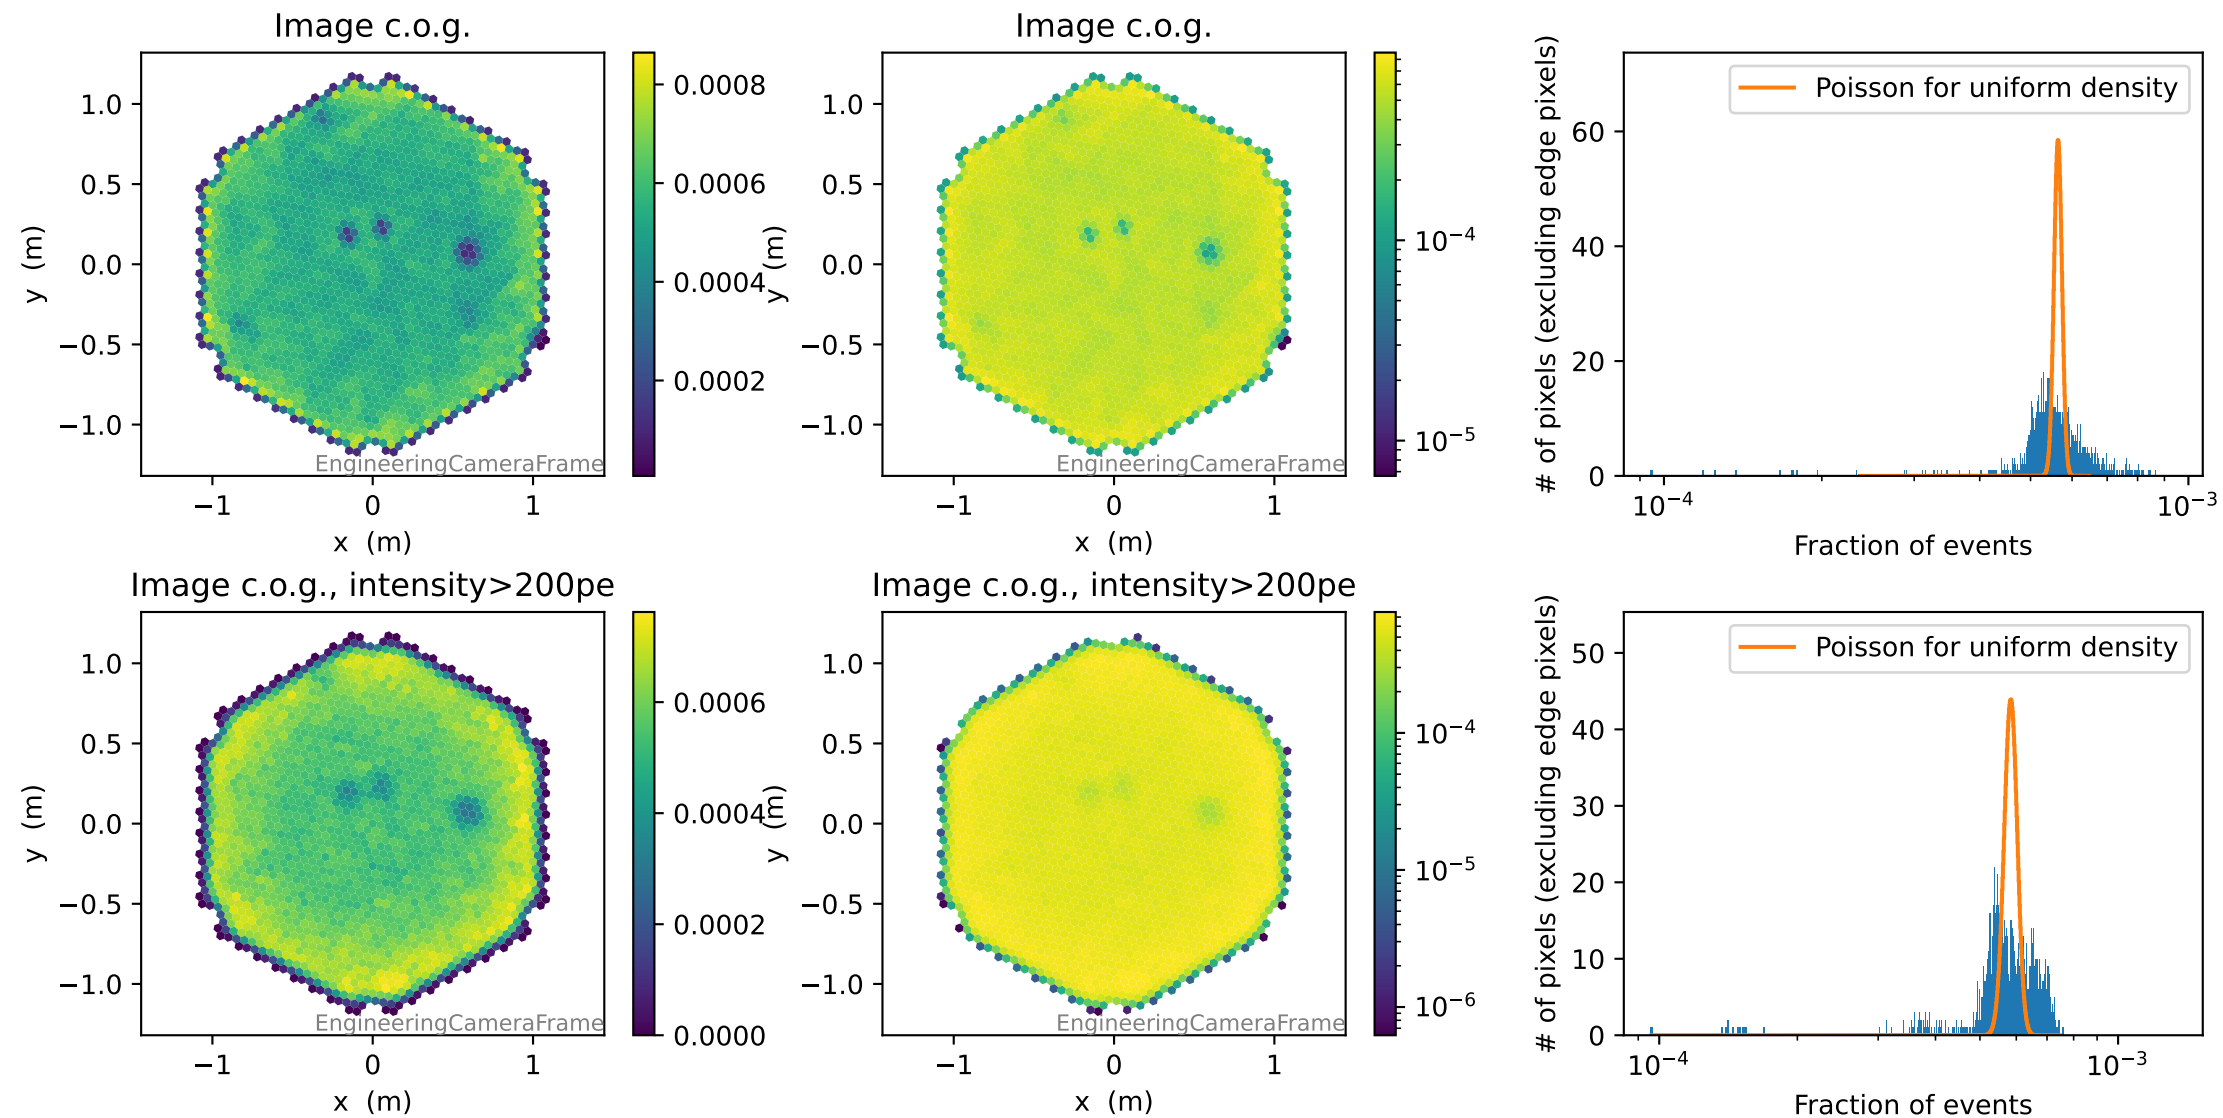 Image c.o.g.
1.0
0.5
0.0
−0.5
−1.0
y (m)
−1
0
1
x (m)
EngineeringCameraFrame
0.0008
0.0006
0.0004
0.0002
Image c.o.g.
1.0
0.5
0.0
−0.5
−1.0
y (m)
−1
0
1
x (m)
EngineeringCameraFrame
10⁻⁴
10⁻⁵
Poisson for uniform density
# of pixels (excluding edge pixels)
60
40
20
0
10⁻⁴
10⁻³
Fraction of events
Image c.o.g., intensity>200pe
1.0
0.5
0.0
−0.5
−1.0
y (m)
−1
0
1
x (m)
EngineeringCameraFrame
0.0006
0.0004
0.0002
0.0000
Image c.o.g., intensity>200pe
1.0
0.5
0.0
−0.5
−1.0
y (m)
−1
0
1
x (m)
EngineeringCameraFrame
10⁻⁴
10⁻⁵
10⁻⁶
Poisson for uniform density
# of pixels (excluding edge pixels)
50
40
30
20
10
0
10⁻⁴
10⁻³
Fraction of events